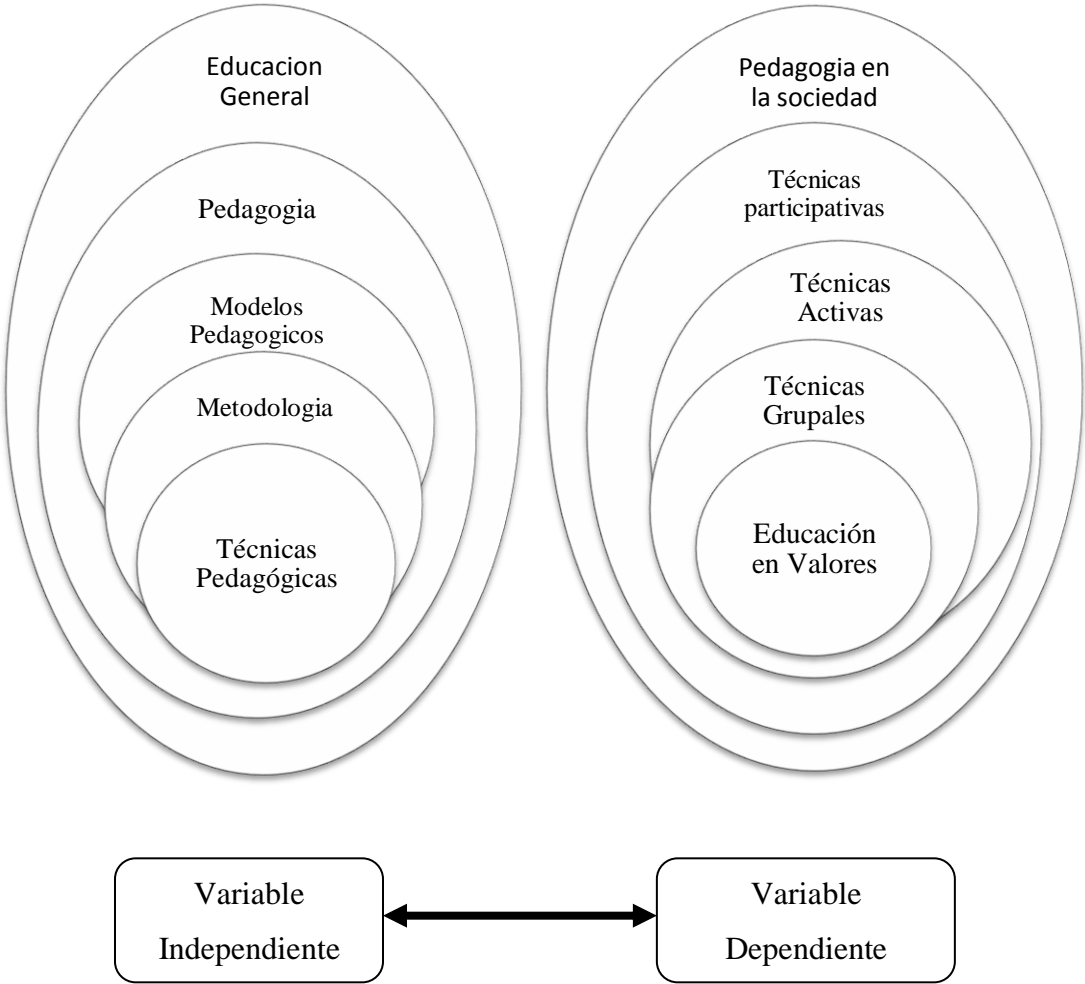 Educacion
General
Pedagogia
Modelos
Pedagogicos
Metodologia
Técnicas
Pedagógicas
Pedagogia en
la sociedad
Técnicas
participativas
Técnicas
Activas
Técnicas
Grupales
Educación
en Valores
Variable
Independiente
Variable
Dependiente